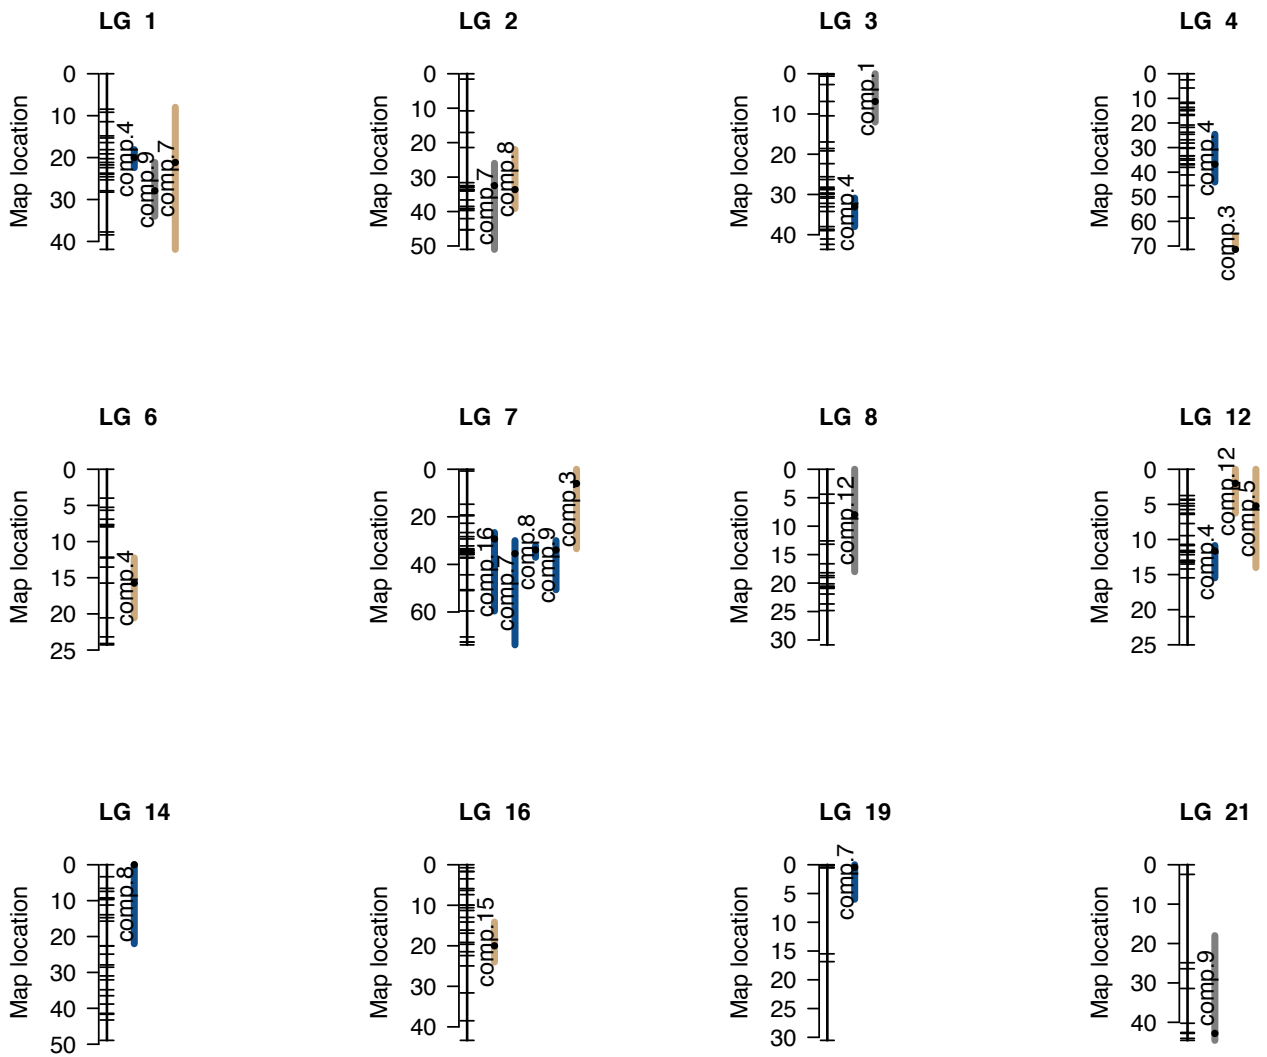 LG 1
Map location
0
10
20
30
40
comp.4
comp.9
comp.7
LG 2
Map location
0
10
20
30
40
50
comp.7
comp.8
LG 3
Map location
0
10
20
30
40
comp.4
comp.1
LG 4
Map location
0
10
20
30
40
50
60
70
comp.4
comp.3
LG 6
Map location
0
5
10
15
20
25
comp.4
LG 7
Map location
0
20
40
60
comp.16
comp.7
comp.8
comp.9
comp.3
LG 8
Map location
0
5
10
15
20
25
30
comp.12
LG 12
Map location
0
5
10
15
20
25
comp.4
comp.12
comp.5
LG 14
Map location
0
10
20
30
40
50
comp.8
LG 16
Map location
0
10
20
30
40
comp.15
LG 19
Map location
0
5
10
15
20
25
30
comp.7
LG 21
Map location
0
10
20
30
40
comp.9